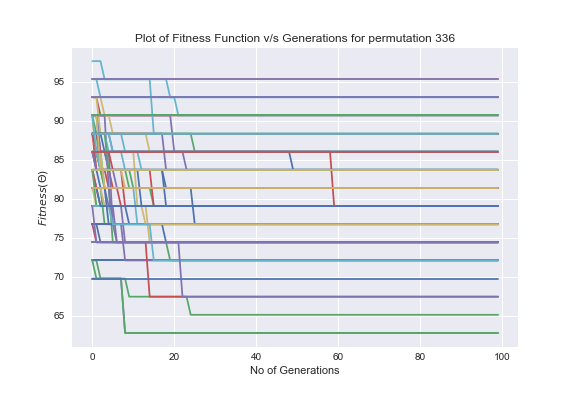 Plot of Fitness Function v/s Generations for permutation 336
95
90
85
80
75
70
65
Fitness(Θ)
0 20 40 60 80 100
No of Generations